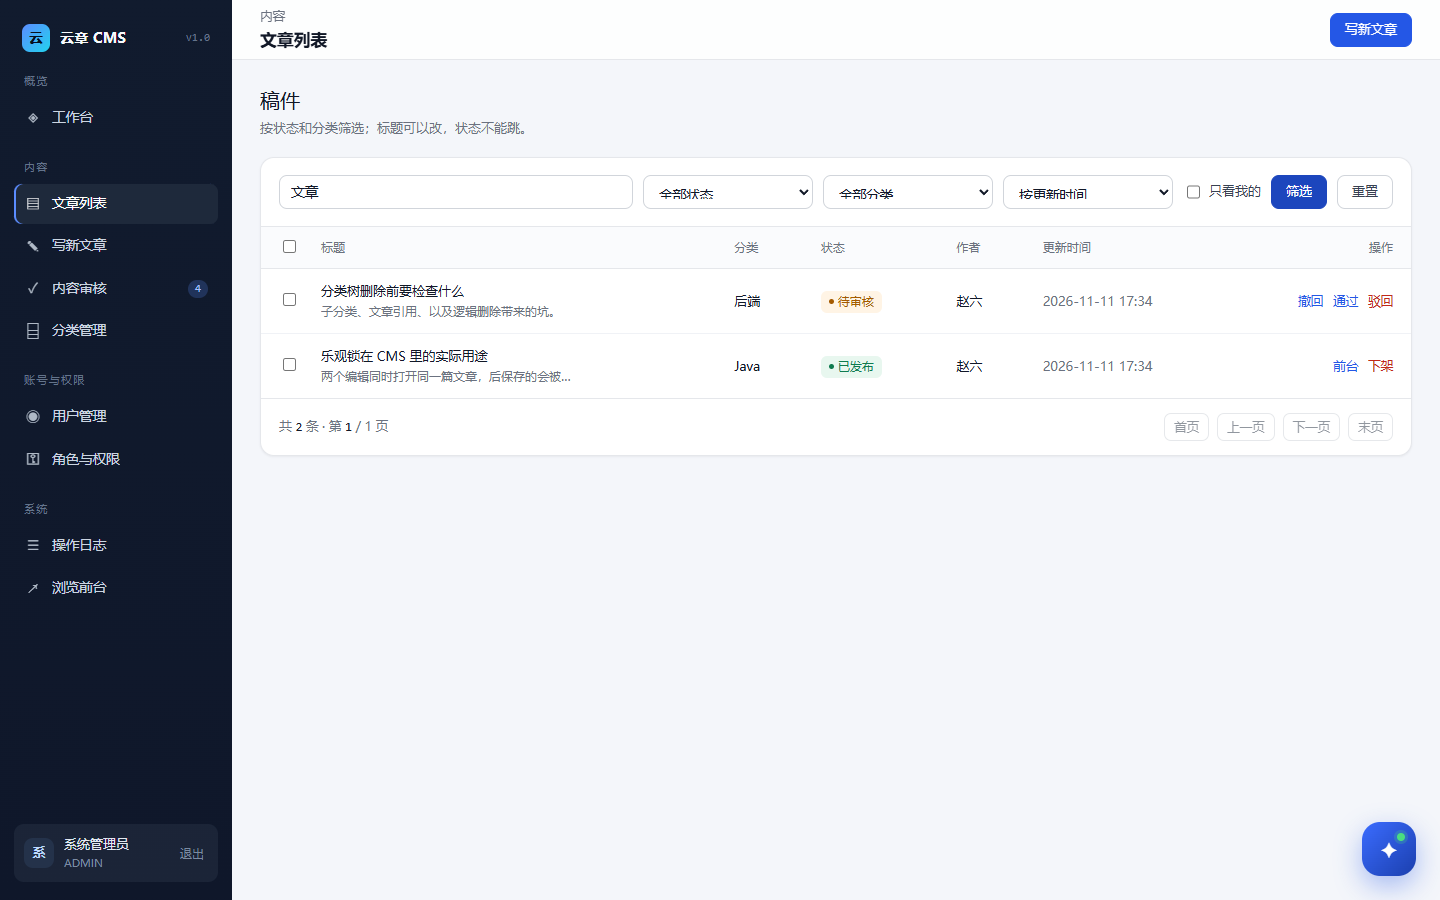 云 云章 CMS v1.0
概览
工作台
内容
文章列表
写新文章
内容审核 4
分类管理
账号与权限
用户管理
角色与权限
系统
操作日志
浏览前台
系 系统管理员
ADMIN
退出
内容
文章列表
写新文章
稿件
按状态和分类筛选；标题可以改，状态不能跳。
文章 全部状态 全部分类 按更新时间 只看我的 筛选 重置
标题 分类 状态 作者 更新时间 操作
分类树删除前要检查什么
子分类、文章引用、以及逻辑删除带来的坑。
后端 待审核 赵六 2026-11-11 17:34 撤回 通过 驳回
乐观锁在 CMS 里的实际用途
两个编辑同时打开同一篇文章，后保存的会被…
Java 已发布 赵六 2026-11-11 17:34 前台 下架
共 2 条 · 第 1 / 1 页 首页 上一页 下一页 末页